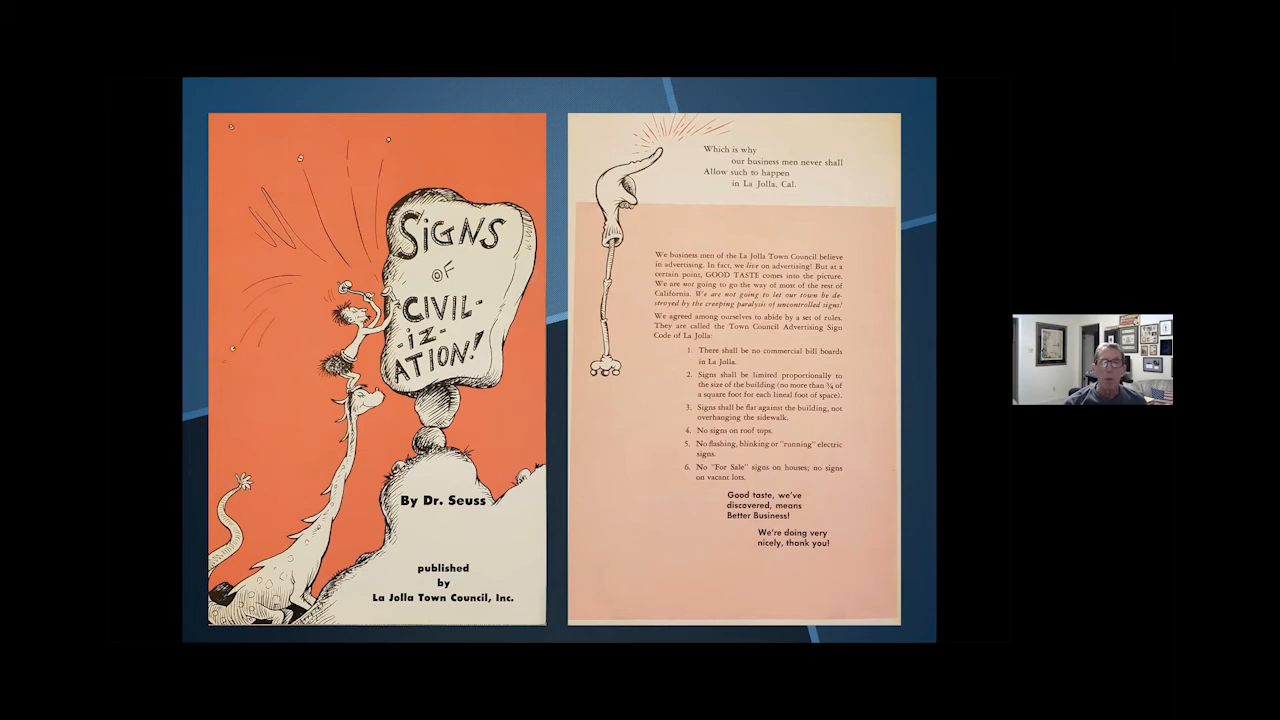 SiGNS
OF
CIVIL-
-IZ-
ATION!
By Dr. Seuss
published
by
La Jolla Town Council, Inc.
Which is why
our business men never shall
Allow such to happen
in La Jolla, Cal.
We business men of the La Jolla Town Council believe
in advertising. In fact, we live on advertising! But at a
certain point, GOOD TASTE comes into the picture.
We are not going to go the way of most of the rest of
California. We are not going to let our town be de-
stroyed by the creeping paralysis of uncontrolled signs!
We agreed among ourselves to abide by a set of rules.
They are called the Town Council Advertising Sign
Code of La Jolla:
1. There shall be no commercial bill boards
in La Jolla.
2. Signs shall be limited proportionally to
the size of the building (no more than ¾ of
a square foot for each lineal foot of space).
3. Signs shall be flat against the building, not
overhanging the sidewalk.
4. No signs on roof tops.
5. No flashing, blinking or "running" electric
signs.
6. No "For Sale" signs on houses; no signs
on vacant lots.
Good taste, we've
discovered, means
Better Business!
We're doing very
nicely, thank you!